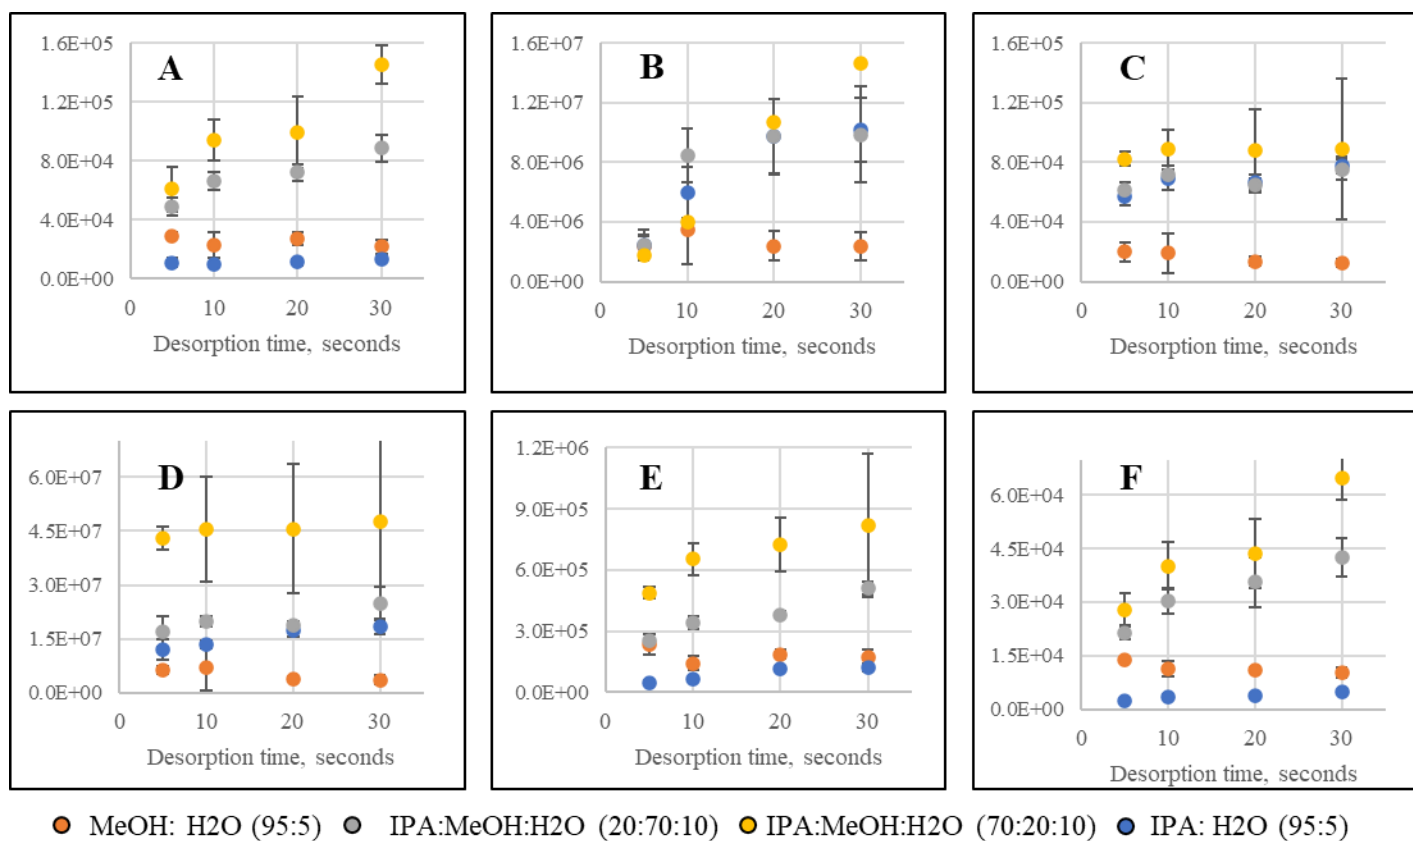 A
1.6E+05
1.2E+05
8.0E+04
4.0E+04
0.0E+00
0 10 20 30
Desorption time, seconds
B
1.6E+07
1.2E+07
8.0E+06
4.0E+06
0.0E+00
0 10 20 30
Desorption time, seconds
C
1.6E+05
1.2E+05
8.0E+04
4.0E+04
0.0E+00
0 10 20 30
Desorption time, seconds
D
6.0E+07
4.5E+07
3.0E+07
1.5E+07
0.0E+00
0 10 20 30
Desorption time, seconds
E
1.2E+06
9.0E+05
6.0E+05
3.0E+05
0.0E+00
0 10 20 30
Desorption time, seconds
F
6.0E+04
4.5E+04
3.0E+04
1.5E+04
0.0E+00
0 10 20 30
Desorption time, seconds
MeOH: H2O (95:5) IPA:MeOH:H2O (20:70:10) IPA:MeOH:H2O (70:20:10) IPA: H2O (95:5)